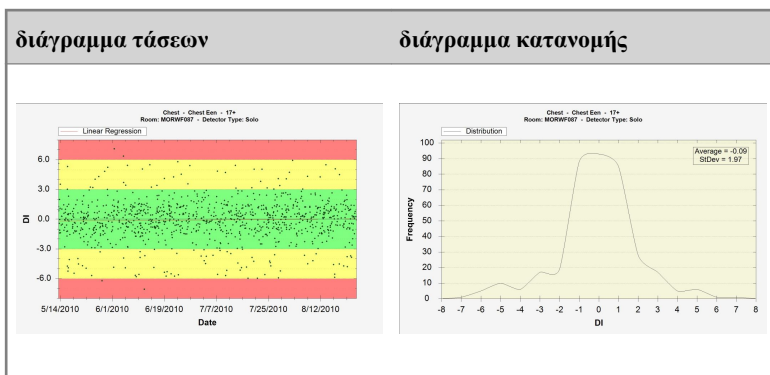 διάγραμμα τάσεων
διάγραμμα κατανομής
Chest - Chest Een - 17+
Room: MORWF087 - Detector Type: Solo
Linear Regression
DI
6.0
3.0
0.0
-3.0
-6.0
5/14/2010 6/1/2010 6/19/2010 7/7/2010 7/25/2010 8/12/2010
Date
Chest - Chest Een - 17+
Room: MORWF087 - Detector Type: Solo
Distribution
Average = -0.09
StDev = 1.97
Frequency
100
90
80
70
60
50
40
30
20
10
0
-8 -7 -6 -5 -4 -3 -2 -1 0 1 2 3 4 5 6 7 8
DI